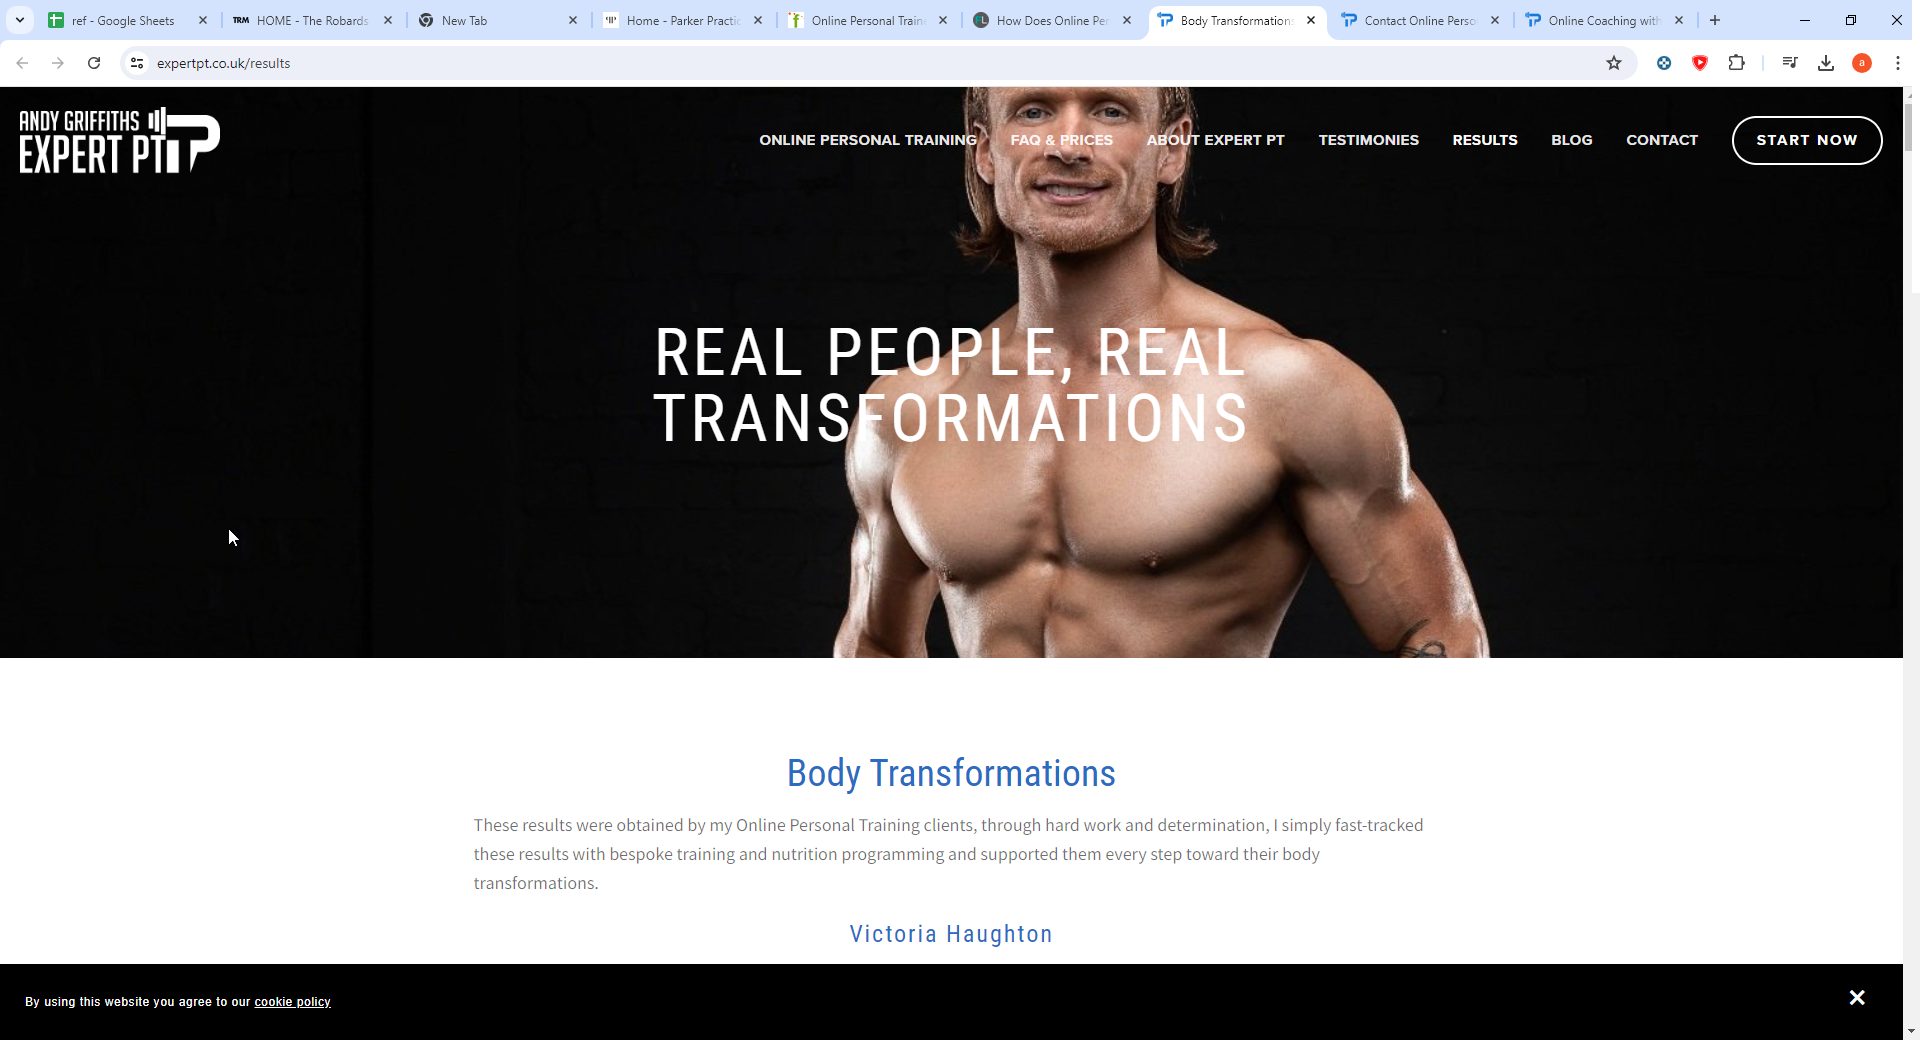 ref - Google Sheets
TRM HOME - The Robards
New Tab
Home - Parker Practic
Online Personal Traine
How Does Online Per
Body Transformation
Contact Online Perso
Online Coaching with
expertpt.co.uk/results
a
ANDY GRIFFITHS
EXPERT PT
ONLINE PERSONAL TRAINING
FAQ & PRICES
ABOUT EXPERT PT
TESTIMONIES
RESULTS
BLOG
CONTACT
START NOW
REAL PEOPLE, REAL
TRANSFORMATIONS
Body Transformations
These results were obtained by my Online Personal Training clients, through hard work and determination, I simply fast-tracked
these results with bespoke training and nutrition programming and supported them every step toward their body
transformations.
Victoria Haughton
By using this website you agree to our cookie policy